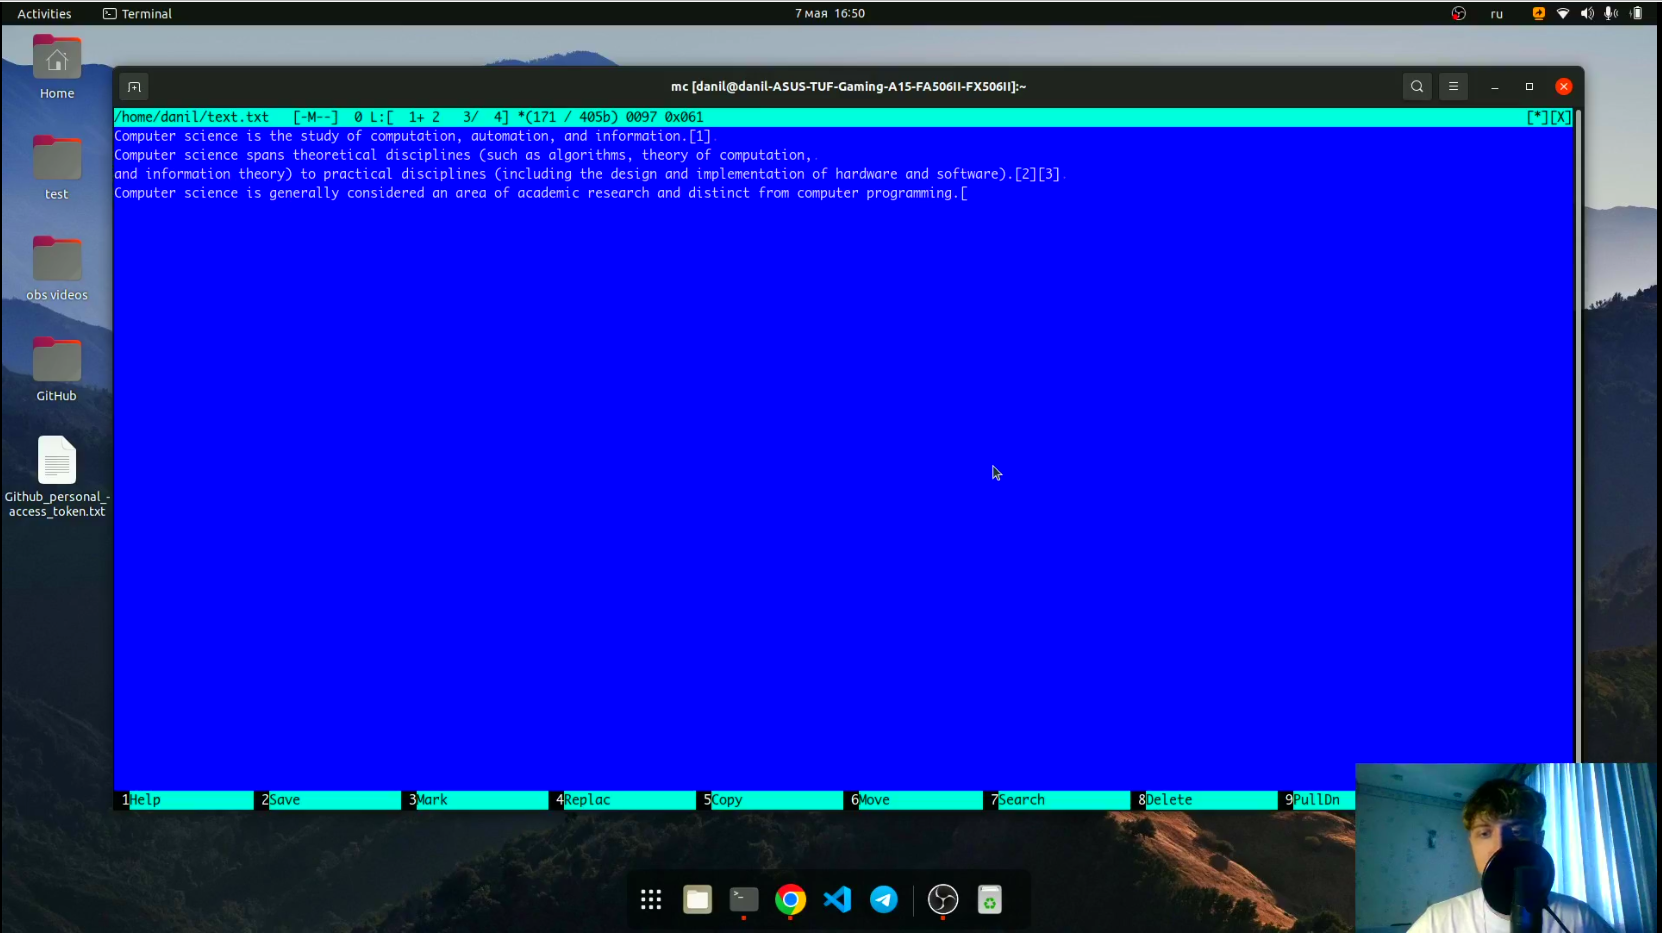 Activities
Terminal
7 мая 16:50
ru
Home
test
obs videos
GitHub
Github_personal_-
access_token.txt
mc [danil@danil-ASUS-TUF-Gaming-A15-FA506II-FX506II]:~
/home/danil/text.txt [-M--] 0 L:[ 1+ 2 3/ 4] *(171 / 405b) 0097 0x061 [*][X]
Computer science is the study of computation, automation, and information.[1].
Computer science spans theoretical disciplines (such as algorithms, theory of computation,.
and information theory) to practical disciplines (including the design and implementation of hardware and software).[2][3].
Computer science is generally considered an area of academic research and distinct from computer programming.[
1Help 2Save 3Mark 4Replac 5Copy 6Move 7Search 8Delete 9PullDn